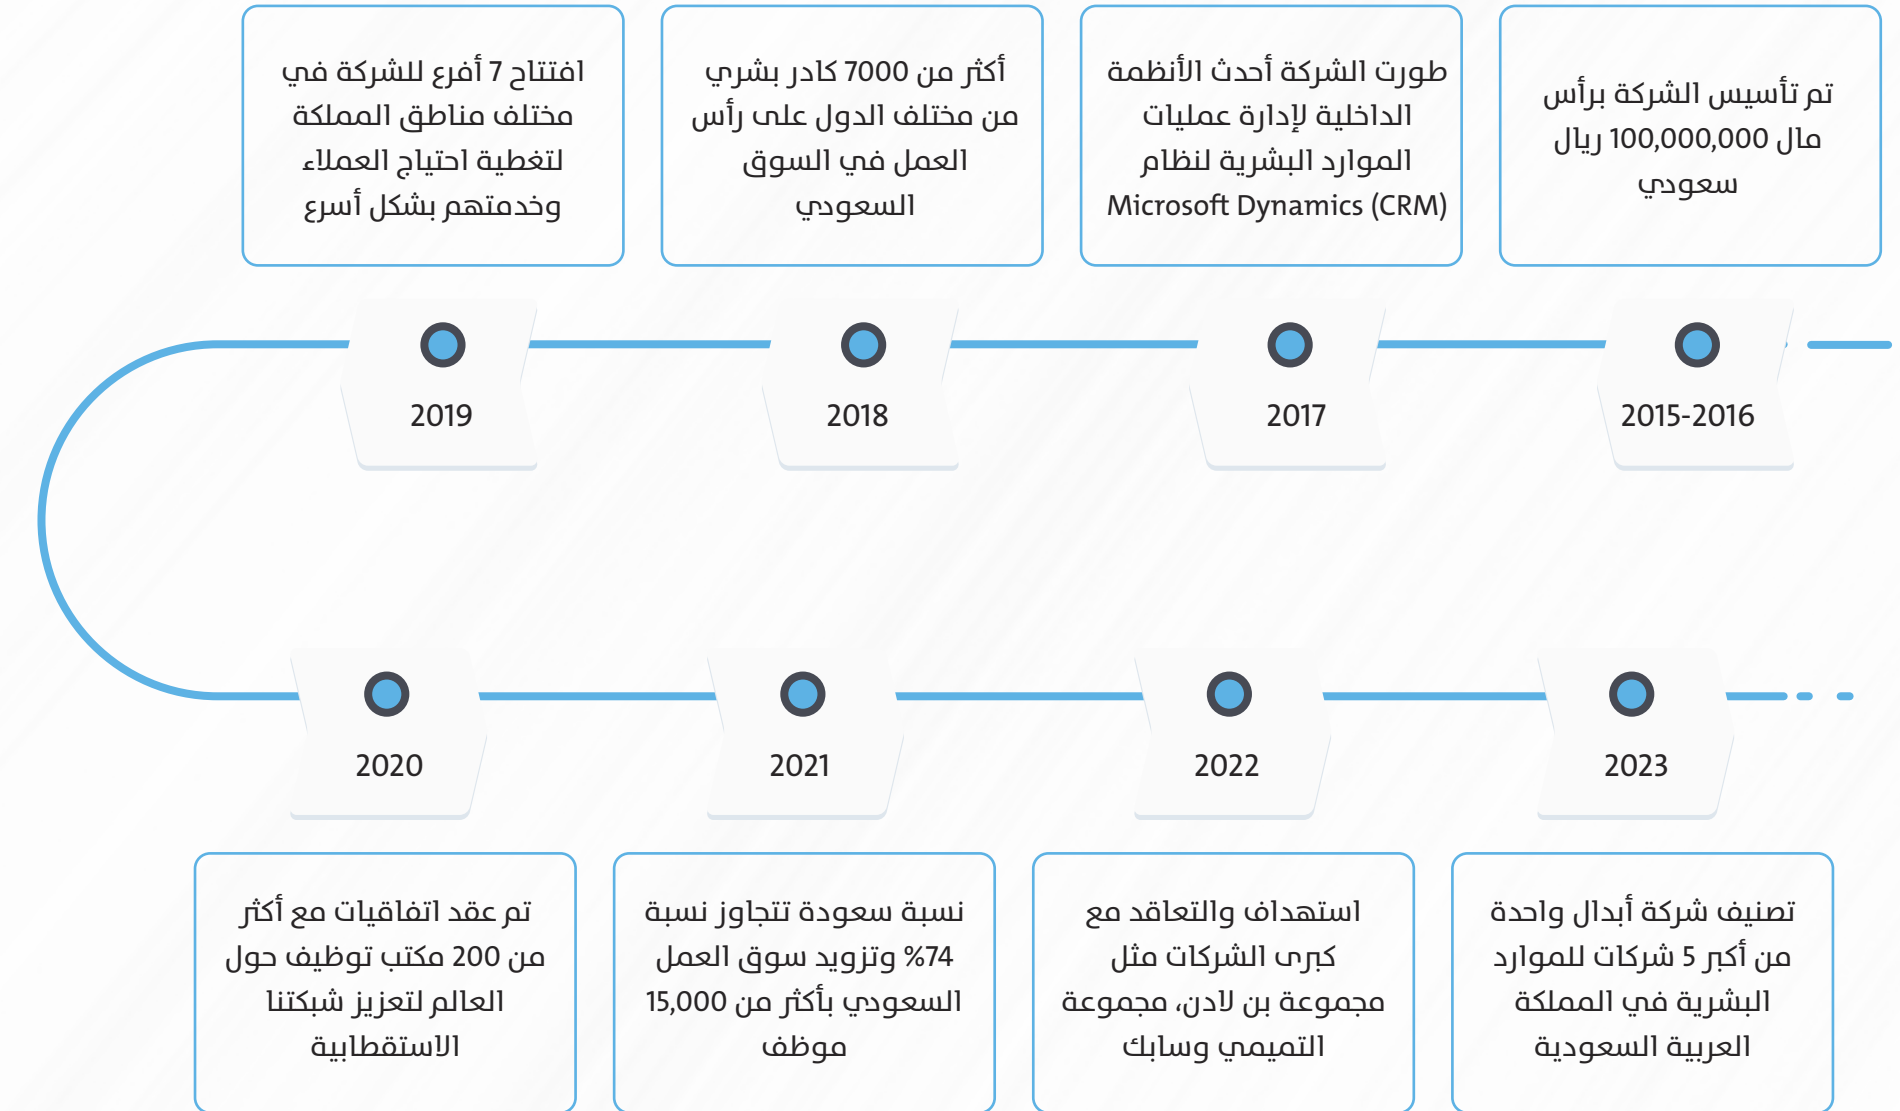 تم تأسيس الشركة برأس
مال 100,000,000 ريال
سعودي
2015-2016
طورت الشركة أحدث الأنظمة
الداخلية لإدارة عمليات
الموارد البشرية لنظام
Microsoft Dynamics (CRM)
2017
أكثر من 7000 كادر بشري
من مختلف الدول على رأس
العمل في السوق
السعودي
2018
افتتاح 7 أفرع للشركة في
مختلف مناطق المملكة
لتغطية احتياج العملاء
وخدمتهم بشكل أسرع
2019
2020
تم عقد اتفاقيات مع أكثر
من 200 مكتب توظيف حول
العالم لتعزيز شبكتنا
الاستقطابية
2021
نسبة سعودة تتجاوز نسبة
74% وتزويد سوق العمل
السعودي بأكثر من 15,000
موظف
2022
استهداف والتعاقد مع
كبرى الشركات مثل
مجموعة بن لادن، مجموعة
التميمي وسابك
2023
تصنيف شركة أبدال واحدة
من أكبر 5 شركات للموارد
البشرية في المملكة
العربية السعودية